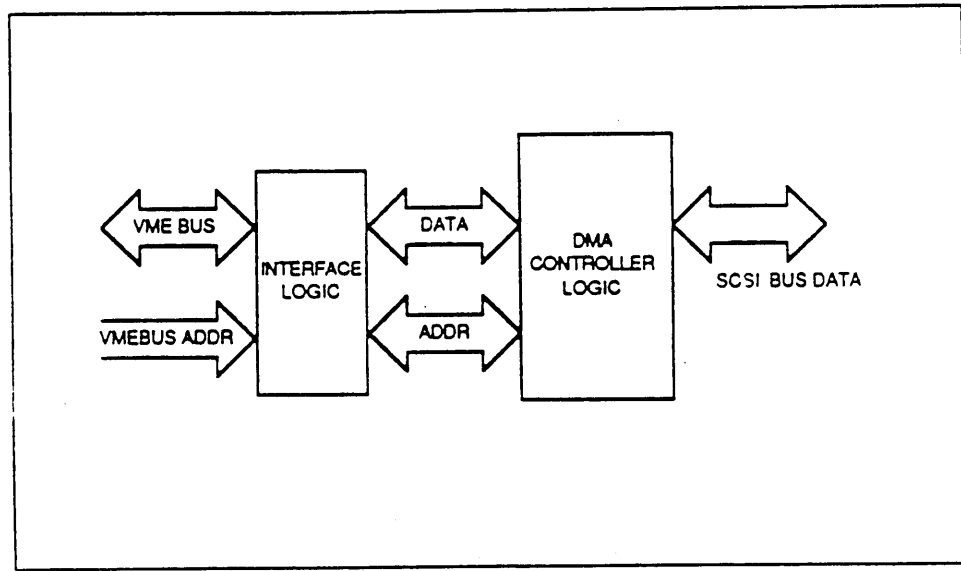 VME BUS
VMEBUS ADDR
INTERFACE
LOGIC
DATA
ADDR
DMA
CONTROLLER
LOGIC
SCSI BUS DATA